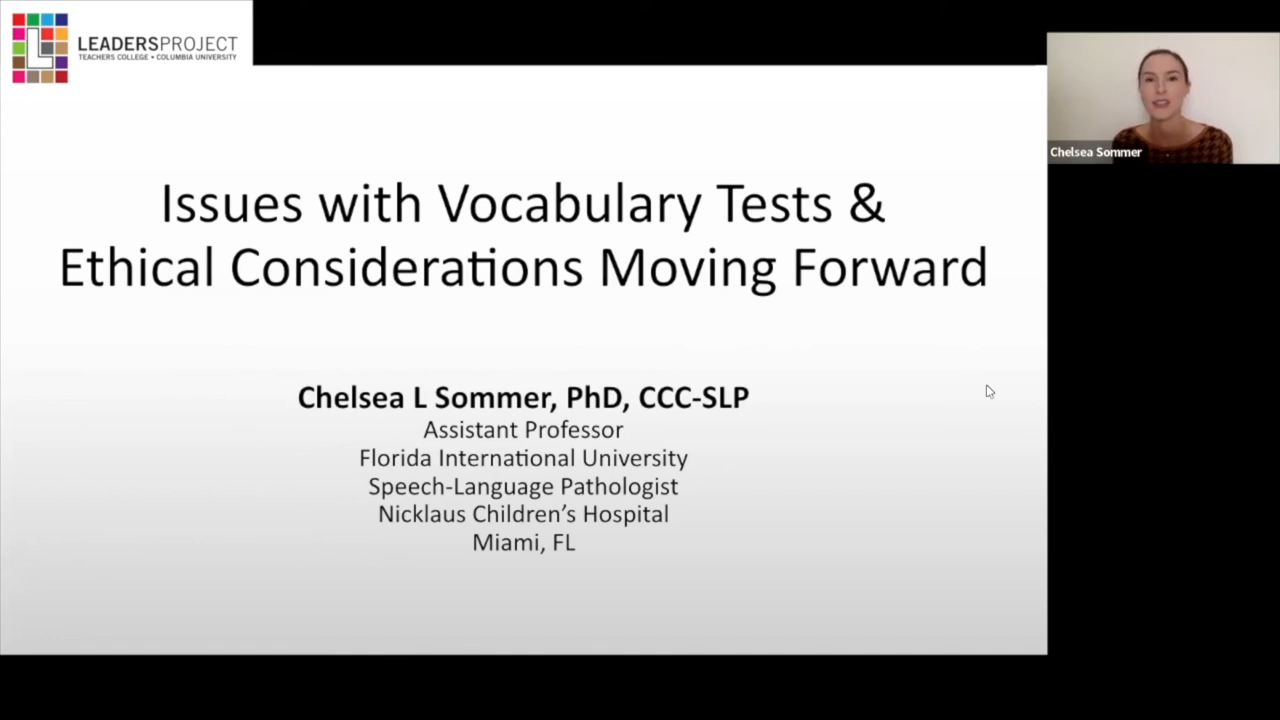 LEADERSPROJECT
TEACHERS COLLEGE • COLUMBIA UNIVERSITY
Chelsea Sommer
Issues with Vocabulary Tests &
Ethical Considerations Moving Forward
Chelsea L Sommer, PhD, CCC-SLP
Assistant Professor
Florida International University
Speech-Language Pathologist
Nicklaus Children’s Hospital
Miami, FL